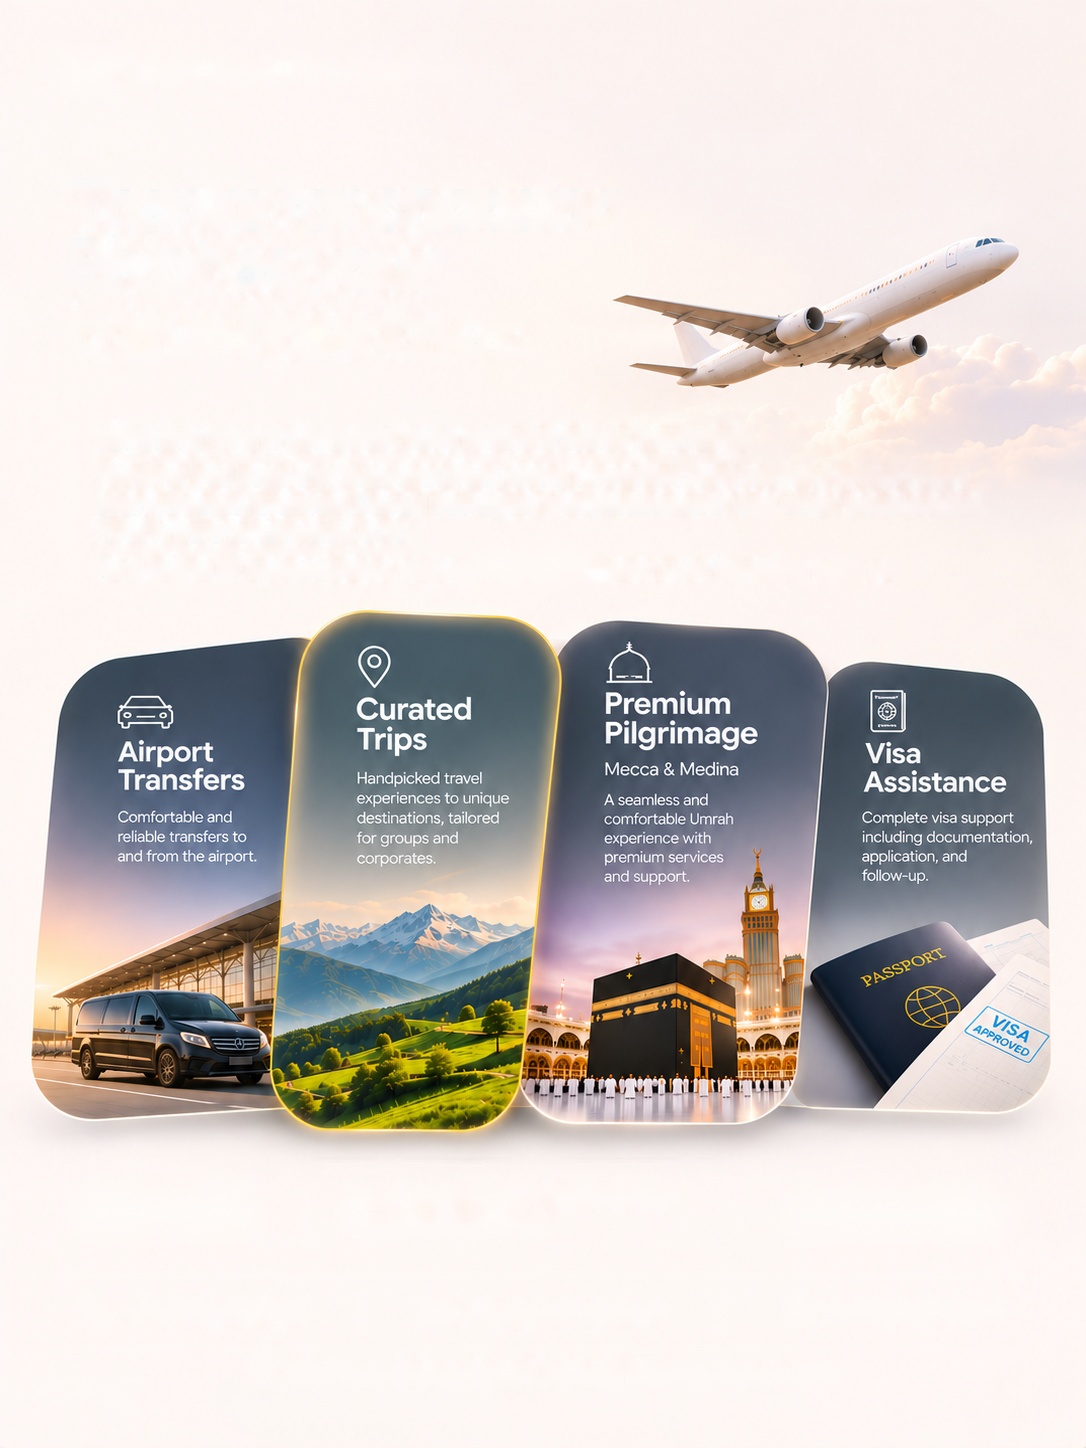 Airport
Transfers
Comfortable and
reliable transfers to
and from the airport.
Curated
Trips
Handpicked travel
experiences to unique
destinations, tailored
for groups and
corporates.
Premium
Pilgrimage
Mecca & Medina
A seamless and
comfortable Umrah
experience with
premium services
and support.
Visa
Assistance
Complete visa support
including documentation,
application, and
follow-up.
PASSPORT
VISA
APPROVED